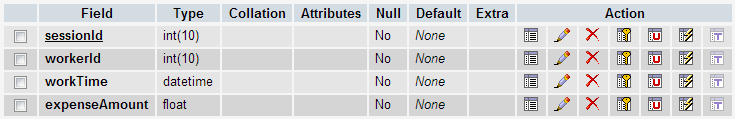 Field Type Collation Attributes Null Default Extra Action
sessionId int(10) No None
workerId int(10) No None
workTime datetime No None
expenseAmount float No None